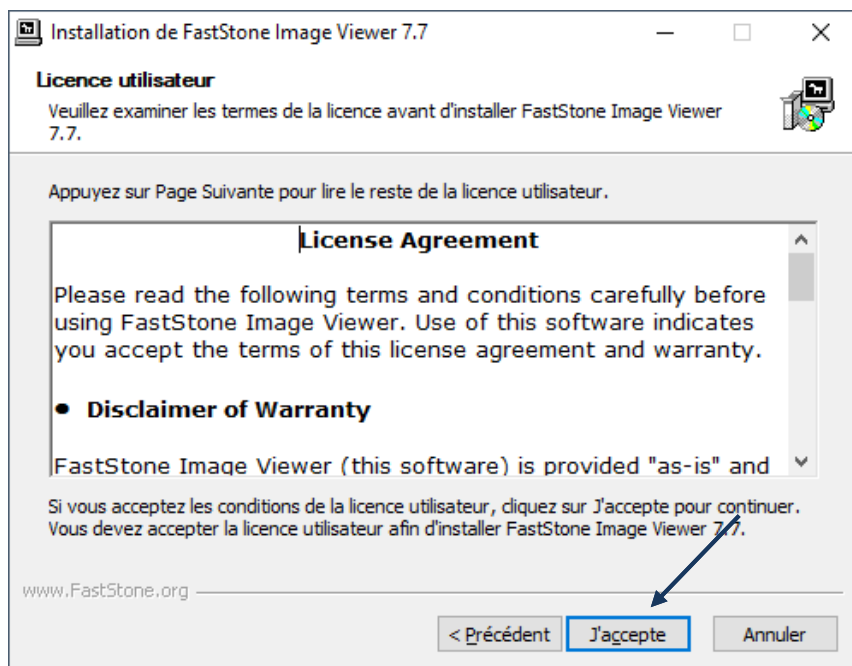 Installation de FastStone Image Viewer 7.7
Licence utilisateur
Veuillez examiner les termes de la licence avant d'installer FastStone Image Viewer
7.7.
Appuyez sur Page Suivante pour lire le reste de la licence utilisateur.
License Agreement
Please read the following terms and conditions carefully before
using FastStone Image Viewer. Use of this software indicates
you accept the terms of this license agreement and warranty.
• Disclaimer of Warranty
FastStone Image Viewer (this software) is provided "as-is" and
Si vous acceptez les conditions de la licence utilisateur, cliquez sur J'accepte pour continuer.
Vous devez accepter la licence utilisateur afin d'installer FastStone Image Viewer 7.7.
www.FastStone.org
< Précédent J'accepte Annuler